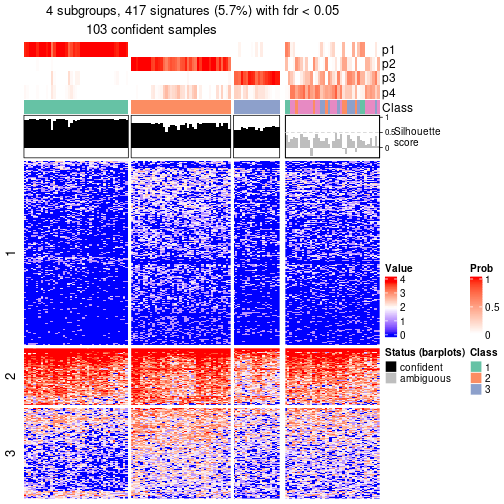 4 subgroups, 417 signatures (5.7%) with fdr < 0.05
103 confident samples
p1
p2
p3
p4
Class
1
0.5
0
Silhouette
score
1
2
3
Value
4
3
2
1
0
Prob
1
0.5
0
Status (barplots)
confident
ambiguous
Class
1
2
3